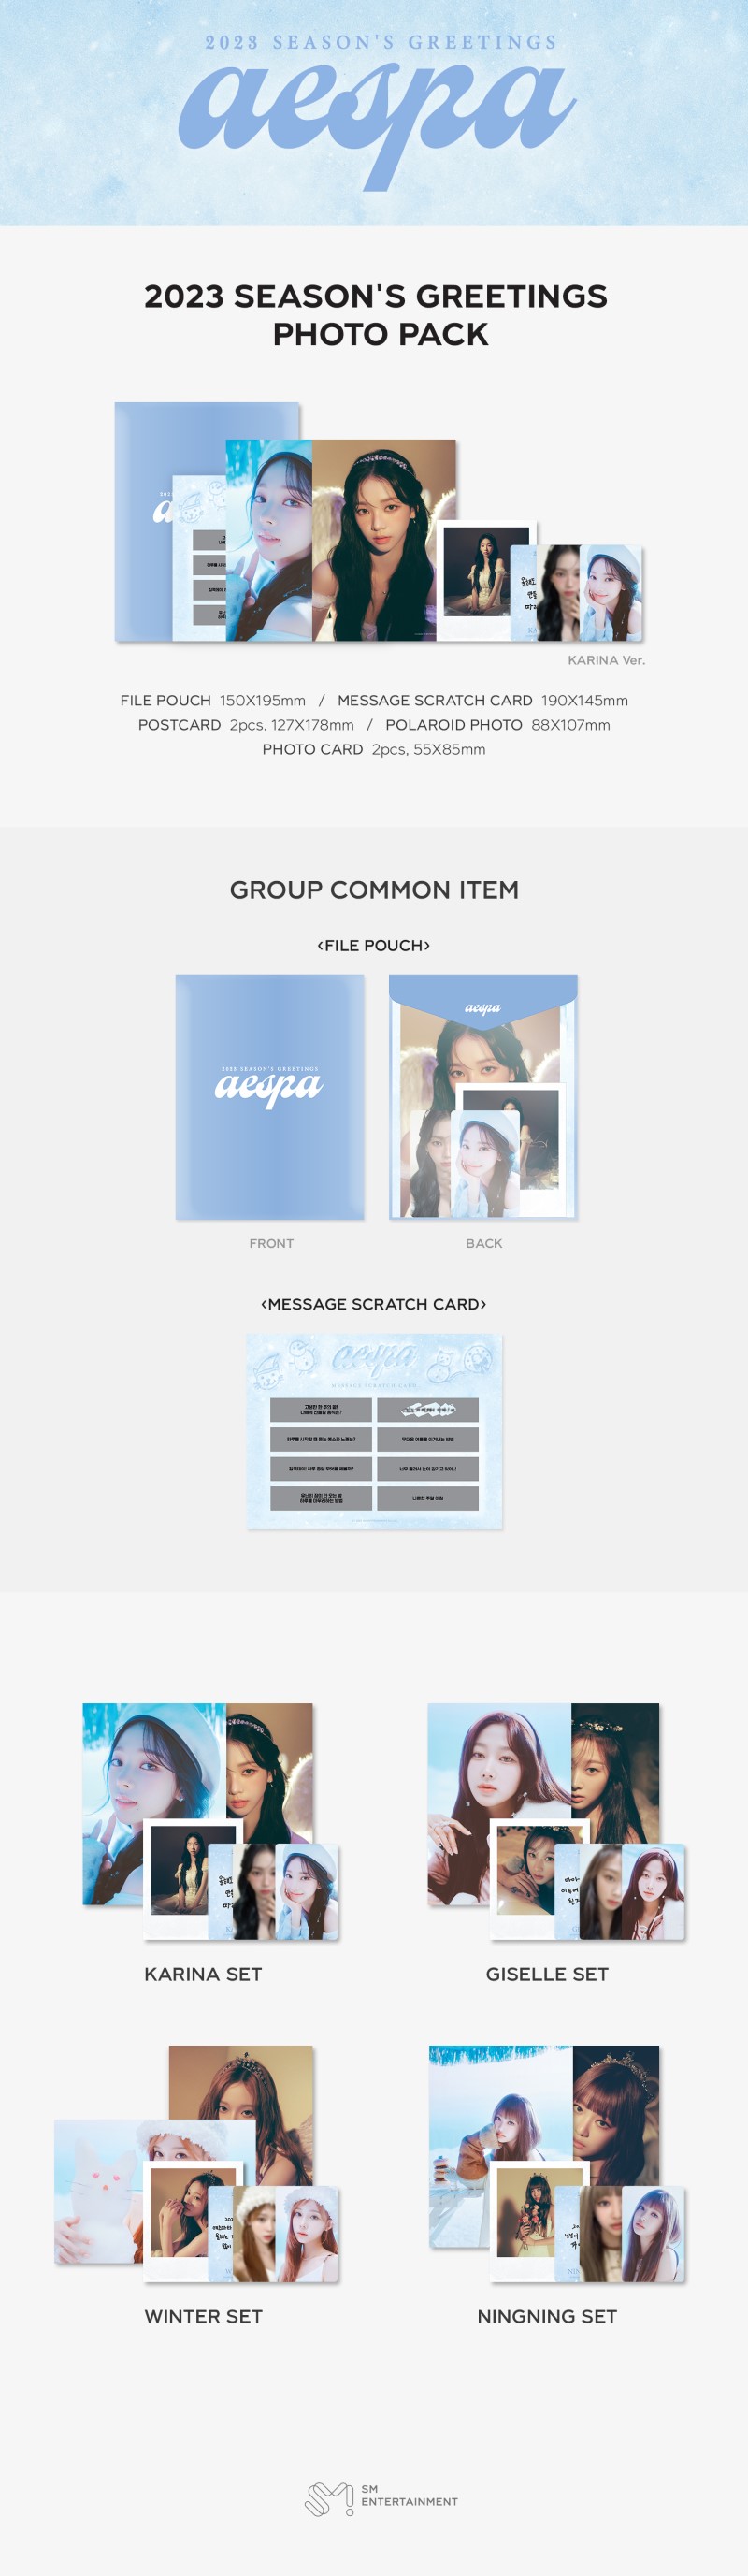 2023 SEASON'S GREETINGS
aespa
2023 SEASON'S GREETINGS
PHOTO PACK
KARINA Ver.
FILE POUCH 150X195mm / MESSAGE SCRATCH CARD 190X145mm
POSTCARD 2pcs, 127X178mm / POLAROID PHOTO 88X107mm
PHOTO CARD 2pcs, 55X85mm
GROUP COMMON ITEM
<FILE POUCH>
2023 SEASON'S GREETINGS
aespa
aespa
FRONT
BACK
<MESSAGE SCRATCH CARD>
aespa
MESSAGE SCRATCH CARD
KARINA SET
GISELLE SET
WINTER SET
NINGNING SET
SM
ENTERTAINMENT